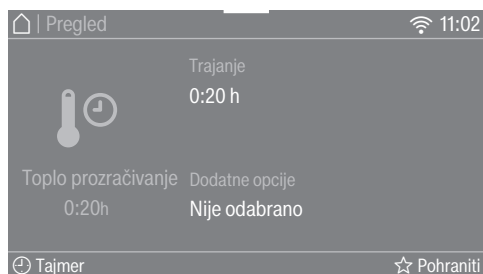 | Pregled
11:02
Trajanje
0:20 h
Toplo prozračivanje
0:20h
Dodatne opcije
Nije odabrano
Tajmer
Pohraniti